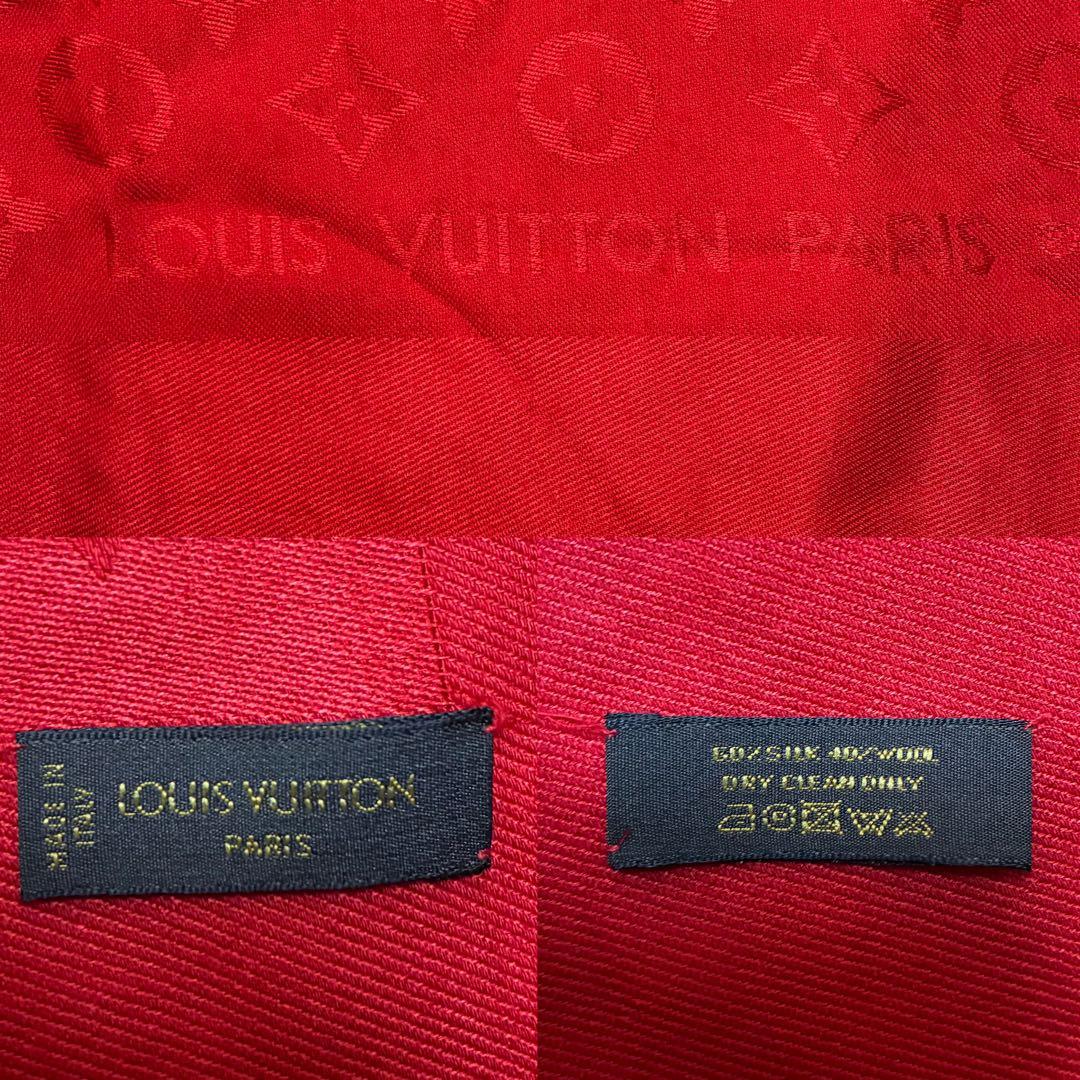 LOUIS VUITTON PARIS
MADE IN
ITALY
LOUIS VUITTON
PARIS
60%SILK 40%WOOL
DRY CLEAN ONLY